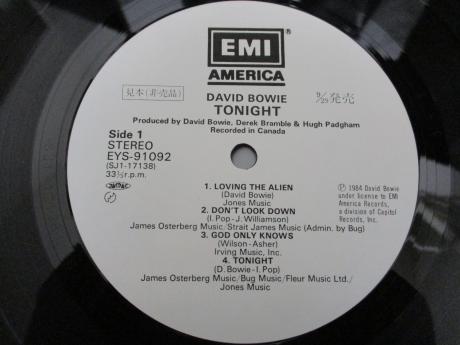 EMI®
AMERICA
見本(非売品)
DAVID BOWIE
9/29発売
TONIGHT
Produced by David Bowie, Derek Bramble & Hugh Padgham
Recorded in Canada
Side 1
STEREO
EYS-91092
(SJ1-17138)
33⅓r.p.m.
℗ 1984 David Bowie
under license to EMI
America Records,
a division of Capitol
Records, Inc.
1. LOVING THE ALIEN
(David Bowie)
Jones Music
2. DON'T LOOK DOWN
(I. Pop-J. Williamson)
James Osterberg Music/Strait James Music (Admin. by Bug)
3. GOD ONLY KNOWS
(Wilson-Asher)
Irving Music, Inc.
4. TONIGHT
(D. Bowie-I. Pop)
James Osterberg Music/Bug Music/Fleur Music Ltd./
Jones Music